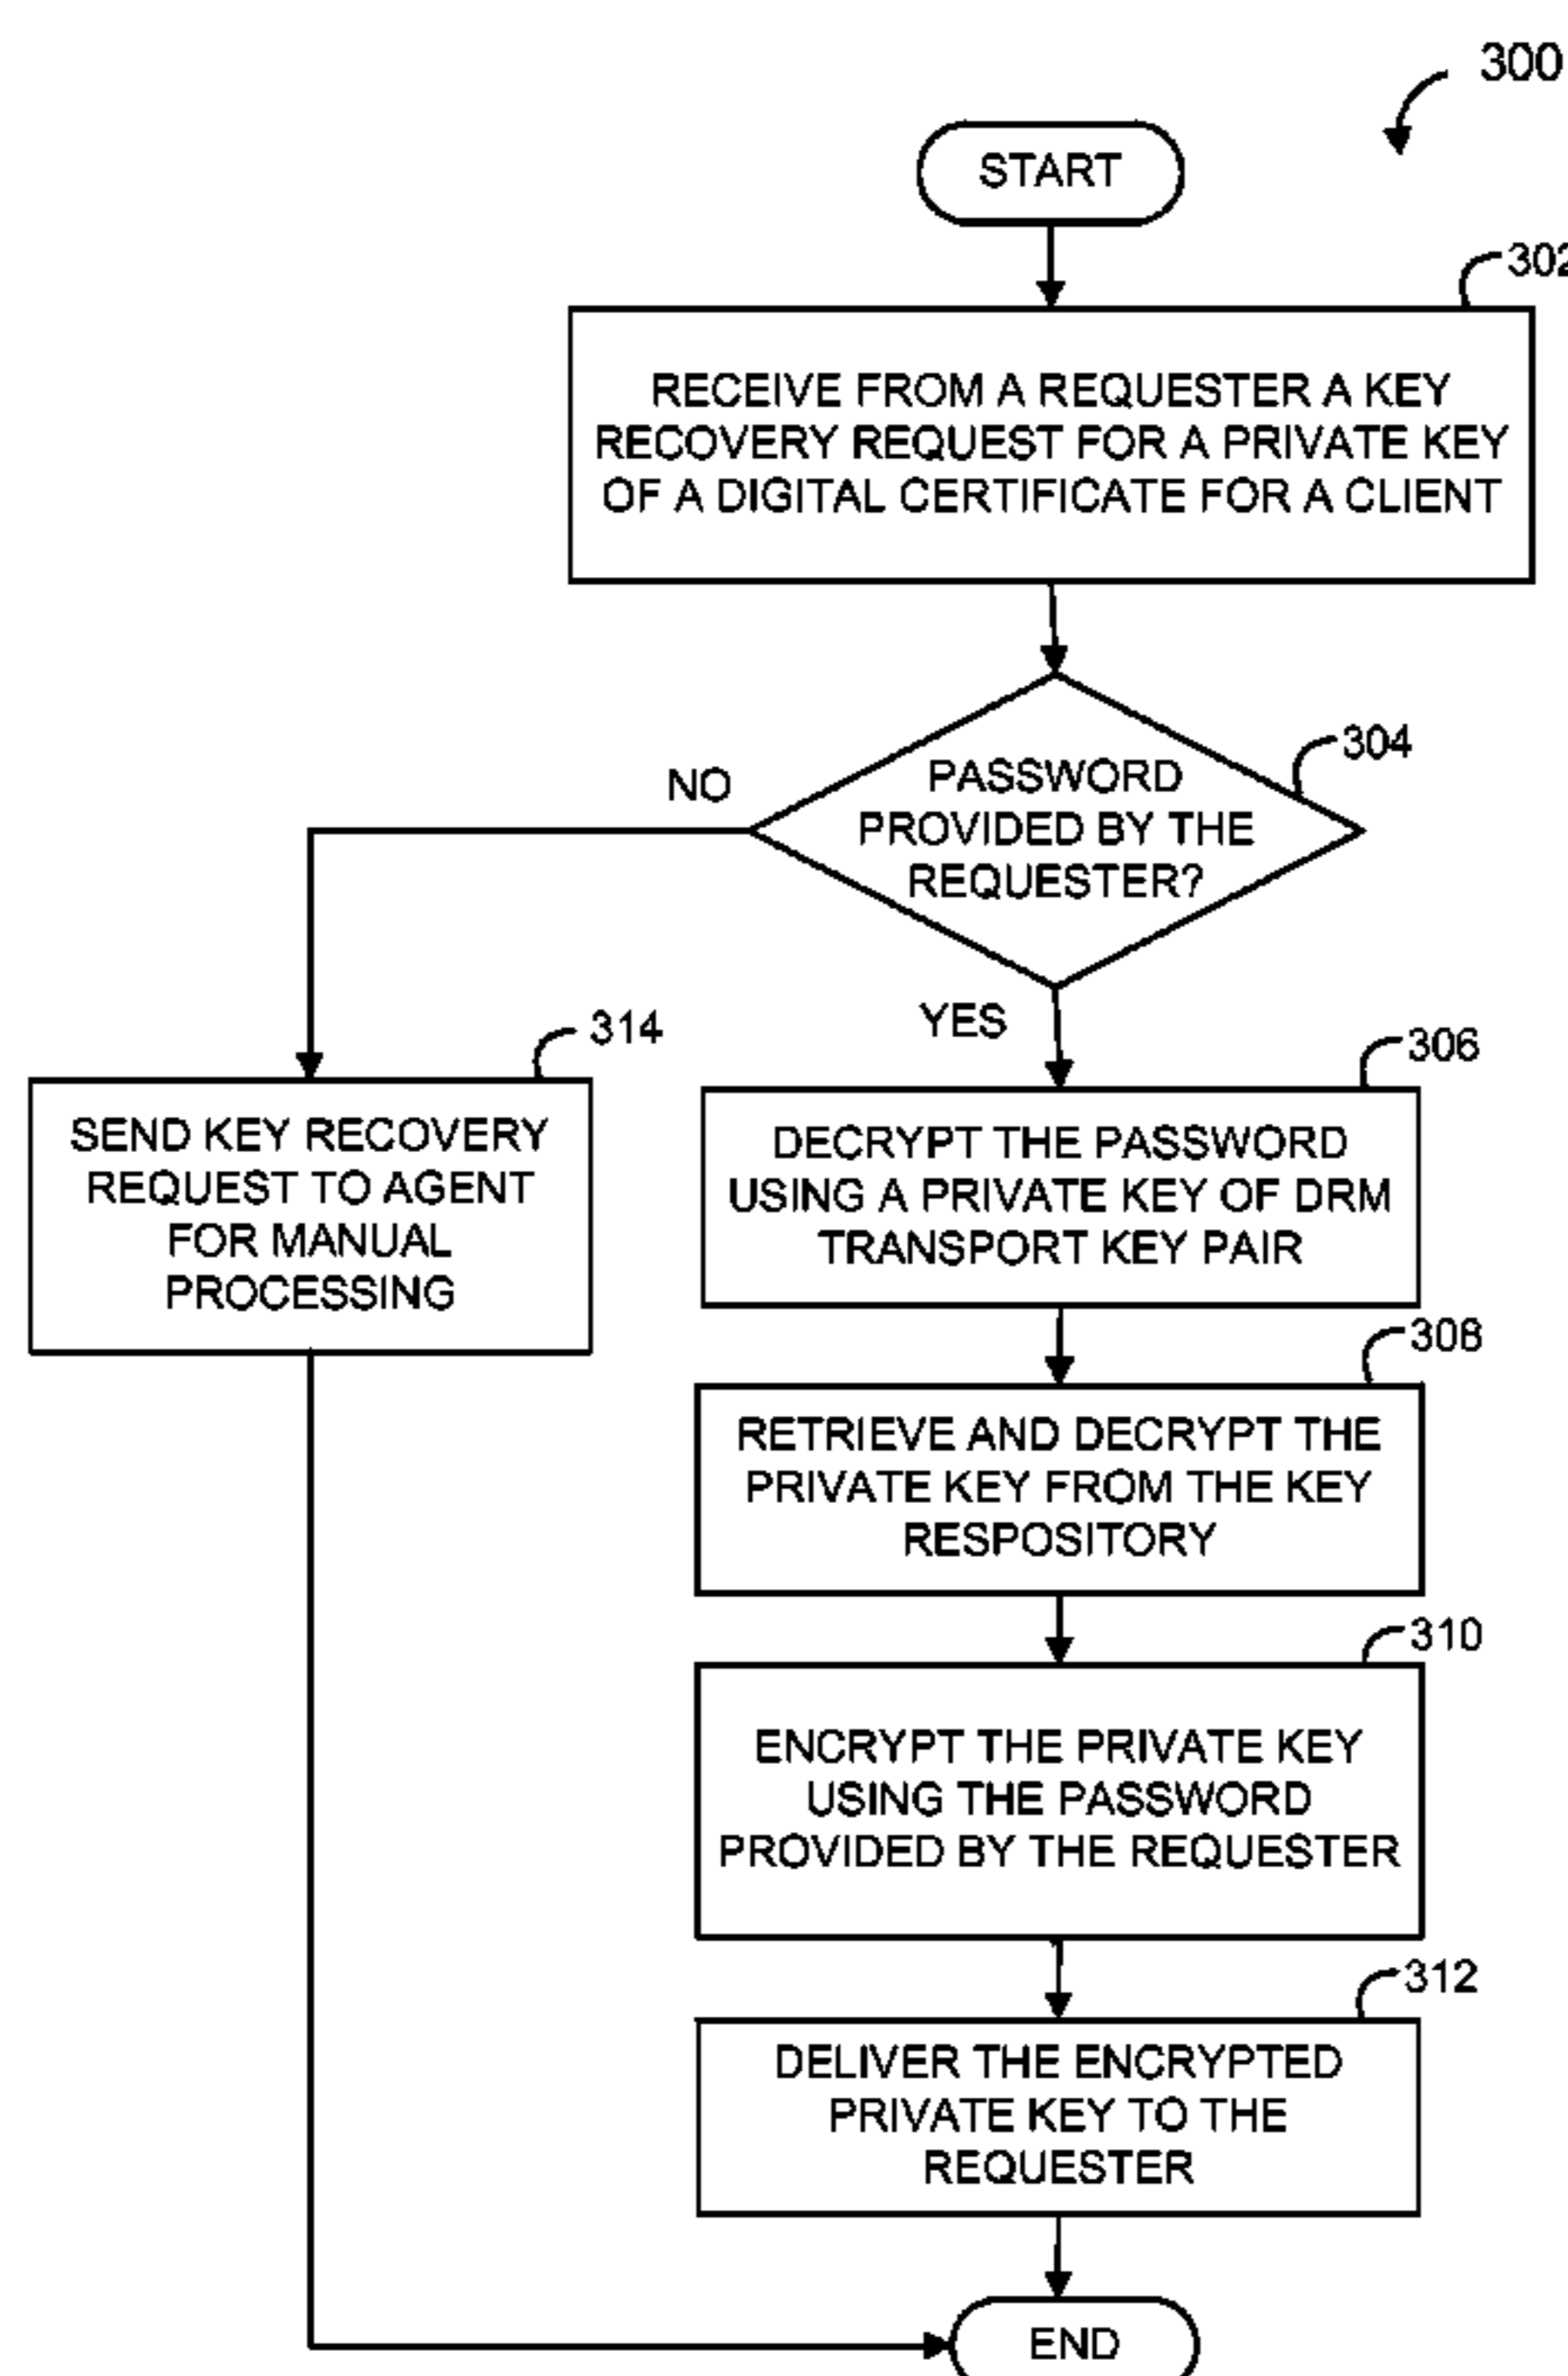 300
START
302
RECEIVE FROM A REQUESTER A KEY
RECOVERY REQUEST FOR A PRIVATE KEY
OF A DIGITAL CERTIFICATE FOR A CLIENT
304
PASSWORD
PROVIDED BY THE
REQUESTER?
NO
YES
314
SEND KEY RECOVERY
REQUEST TO AGENT
FOR MANUAL
PROCESSING
306
DECRYPT THE PASSWORD
USING A PRIVATE KEY OF DRM
TRANSPORT KEY PAIR
308
RETRIEVE AND DECRYPT THE
PRIVATE KEY FROM THE KEY
RESPOSITORY
310
ENCRYPT THE PRIVATE KEY
USING THE PASSWORD
PROVIDED BY THE REQUESTER
312
DELIVER THE ENCRYPTED
PRIVATE KEY TO THE
REQUESTER
END